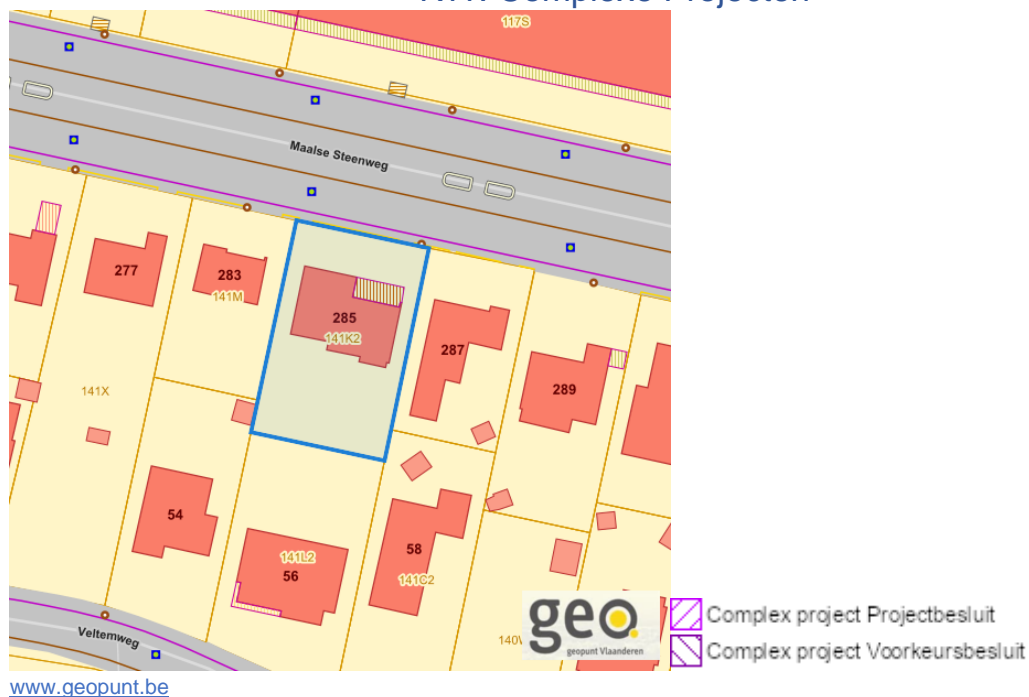 117S
Maalse Steenweg
277
283
141M
285
141K2
287
289
141X
54
141L2
56
58
141C2
Veltemweg
geo
geopunt Vlaanderen
Complex project Projectbesluit
Complex project Voorkeursbesluit
www.geopunt.be